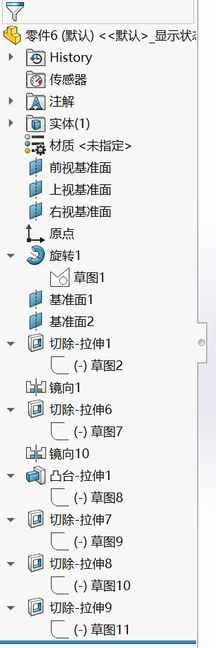 零件6 (默认) <<默认>_显示状
History
传感器
注解
实体(1)
材质 <未指定>
前视基准面
上视基准面
右视基准面
原点
旋转1
草图1
基准面1
基准面2
切除-拉伸1
(-) 草图2
镜向1
切除-拉伸6
(-) 草图7
镜向10
凸台-拉伸1
(-) 草图8
切除-拉伸7
(-) 草图9
切除-拉伸8
(-) 草图10
切除-拉伸9
(-) 草图11